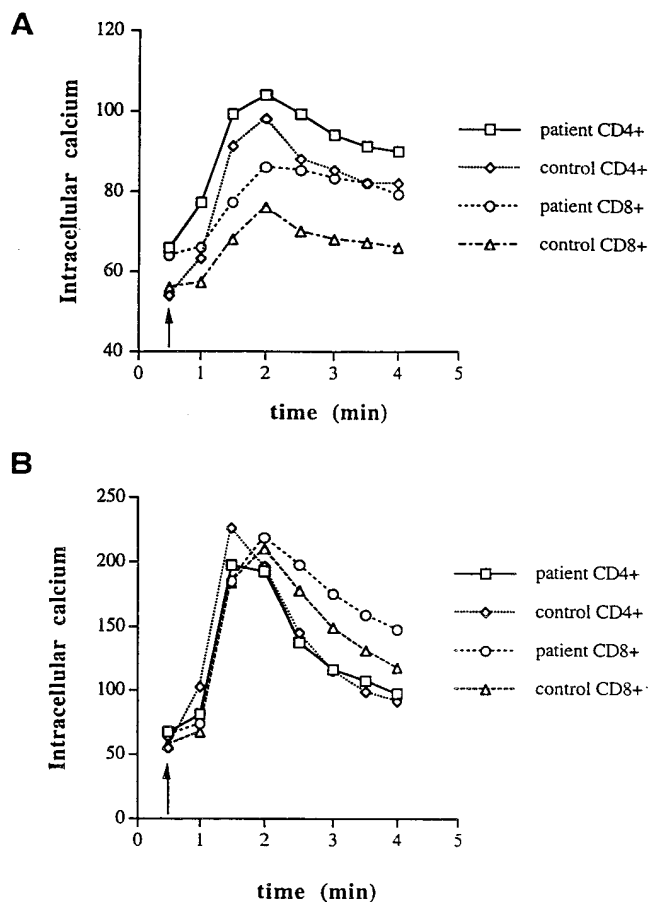 A
120
100
80
60
40
Intracellular calcium
0 1 2 3 4 5
time (min)
patient CD4+
control CD4+
patient CD8+
control CD8+
B
250
200
150
100
50
0
Intracellular calcium
0 1 2 3 4 5
time (min)
patient CD4+
control CD4+
patient CD8+
control CD8+